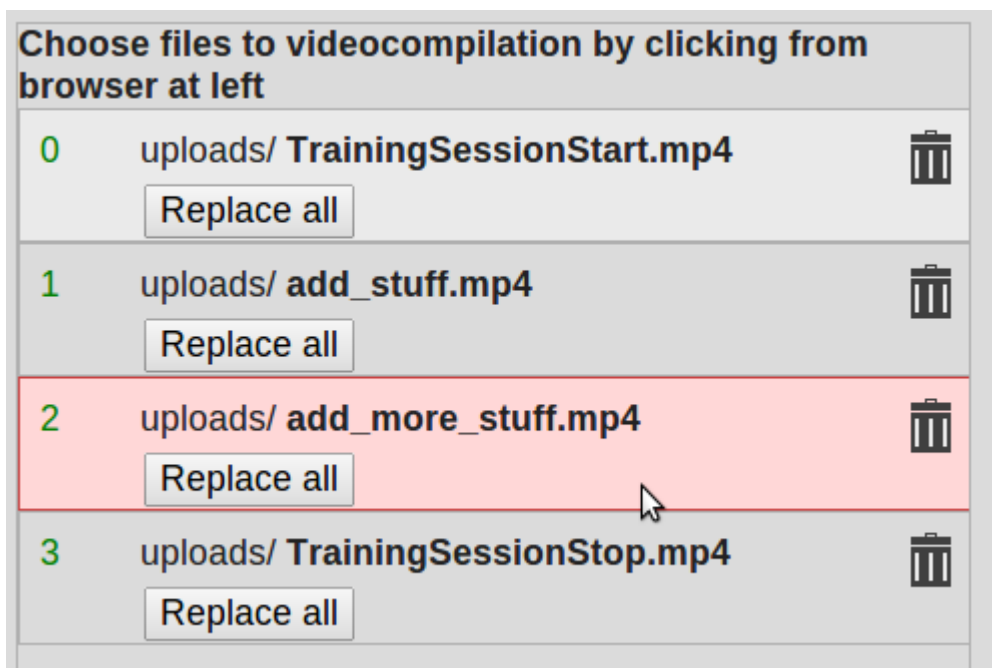 Choose files to videocompilation by clicking from
browser at left
0 uploads/ TrainingSessionStart.mp4
Replace all
1 uploads/ add_stuff.mp4
Replace all
2 uploads/ add_more_stuff.mp4
Replace all
3 uploads/ TrainingSessionStop.mp4
Replace all